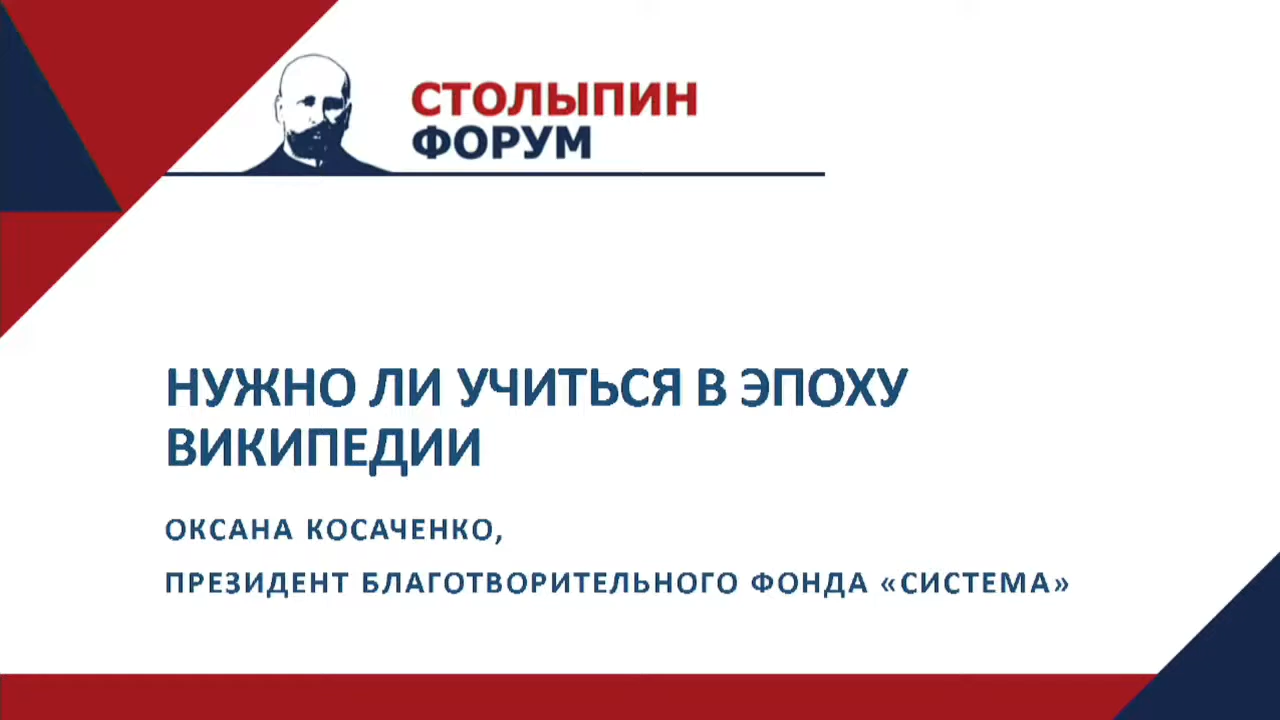 СТОЛЫПИН
ФОРУМ
НУЖНО ЛИ УЧИТЬСЯ В ЭПОХУ
ВИКИПЕДИИ
ОКСАНА КОСАЧЕНКО,
ПРЕЗИДЕНТ БЛАГОТВОРИТЕЛЬНОГО ФОНДА «СИСТЕМА»